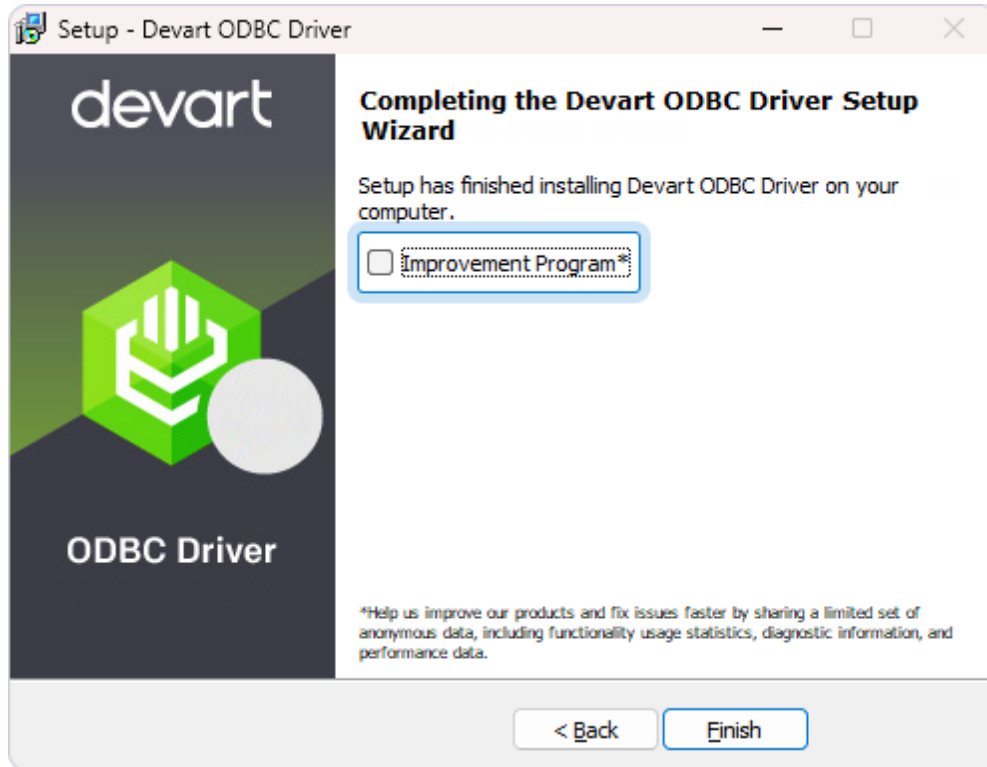 Setup - Devart ODBC Driver
devart
Completing the Devart ODBC Driver Setup
Wizard
Setup has finished installing Devart ODBC Driver on your
computer.
Improvement Program*
ODBC Driver
*Help us improve our products and fix issues faster by sharing a limited set of
anonymous data, including functionality usage statistics, diagnostic information, and
performance data.
< Back
Finish